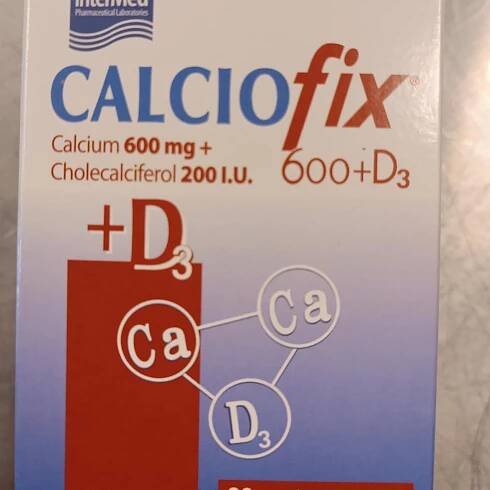 InterMed
Pharmaceutical Laboratories
CALCIOfix®
Calcium 600 mg +
Cholecalciferol 200 I.U.
600+D3
+D3
Ca
Ca
D3